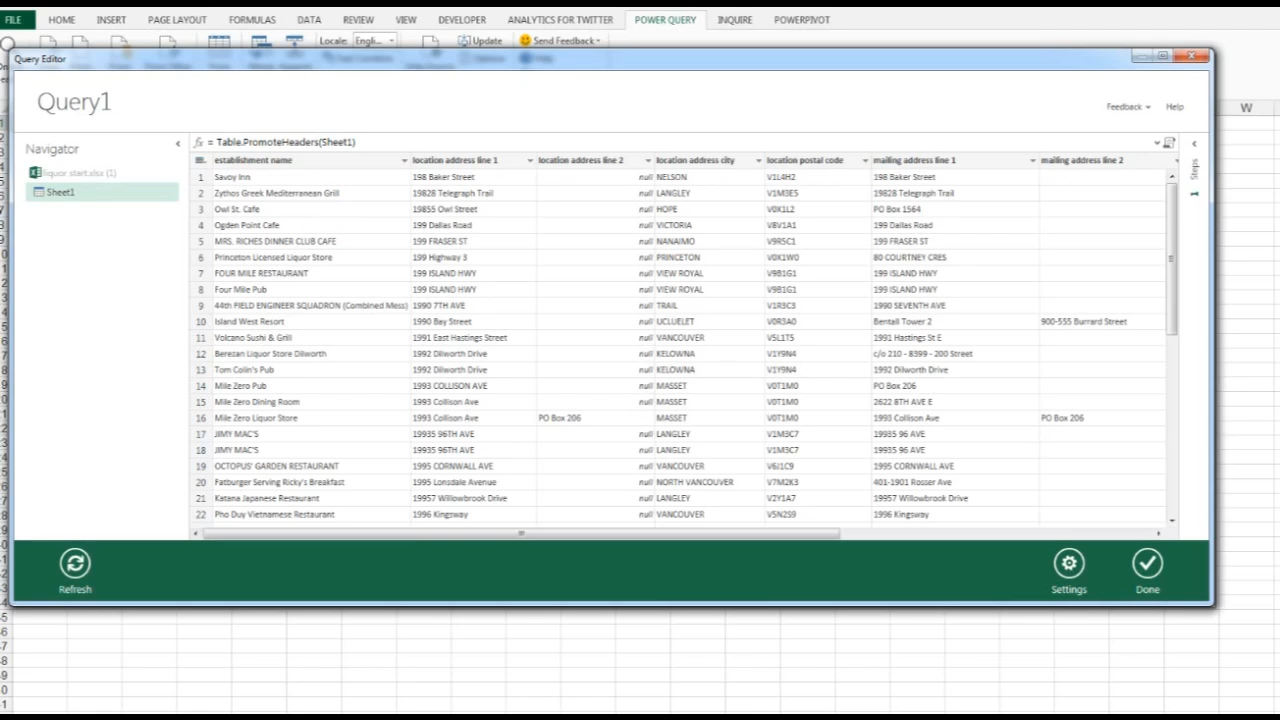 FILE HOME INSERT PAGE LAYOUT FORMULAS DATA REVIEW VIEW DEVELOPER ANALYTICS FOR TWITTER POWER QUERY INQUIRE POWERPIVOT
Locale: Engli... Update Send Feedback
Query Editor
Query1
Feedback Help
Navigator
liquor start.xlsx (1)
Sheet1
fx = Table.PromoteHeaders(Sheet1)
Steps
W
establishment name location address line 1 location address line 2 location address city location postal code mailing address line 1 mailing address line 2
1 Savoy Inn 198 Baker Street null NELSON V1L4H2 198 Baker Street
2 Zythos Greek Mediterranean Grill 19828 Telegraph Trail null LANGLEY V1M3E5 19828 Telegraph Trail
3 Owl St. Cafe 19855 Owl Street null HOPE V0X1L2 PO Box 1564
4 Ogden Point Cafe 199 Dallas Road null VICTORIA V8V1A1 199 Dallas Road
5 MRS. RICHES DINNER CLUB CAFE 199 FRASER ST null NANAIMO V9R5C1 199 FRASER ST
6 Princeton Licensed Liquor Store 199 Highway 3 null PRINCETON V0X1W0 80 COURTNEY CRES
7 FOUR MILE RESTAURANT 199 ISLAND HWY null VIEW ROYAL V9B1G1 199 ISLAND HWY
8 Four Mile Pub 199 ISLAND HWY null VIEW ROYAL V9B1G1 199 ISLAND HWY
9 44th FIELD ENGINEER SQUADRON (Combined Mess) 1990 7TH AVE null TRAIL V1R3C3 1990 SEVENTH AVE
10 Island West Resort 1990 Bay Street null UCLUELET V0R3A0 Bentall Tower 2 900-555 Burrard Street
11 Volcano Sushi & Grill 1991 East Hastings Street null VANCOUVER V5L1T5 1991 Hastings St E
12 Berezan Liquor Store Dilworth 1992 Dilworth Drive null KELOWNA V1Y9N4 c/o 210 - 8399 - 200 Street
13 Tom Colin's Pub 1992 Dilworth Drive null KELOWNA V1Y9N4 1992 Dilworth Drive
14 Mile Zero Pub 1993 COLLISON AVE null MASSET V0T1M0 PO Box 206
15 Mile Zero Dining Room 1993 Collison Ave null MASSET V0T1M0 2622 8TH AVE E
16 Mile Zero Liquor Store 1993 Collison Ave PO Box 206 MASSET V0T1M0 1993 Collison Ave PO Box 206
17 JIMY MAC'S 19935 96TH AVE null LANGLEY V1M3C7 19935 96 AVE
18 JIMY MAC'S 19935 96TH AVE null LANGLEY V1M3C7 19935 96 AVE
19 OCTOPUS' GARDEN RESTAURANT 1995 CORNWALL AVE null VANCOUVER V6J1C9 1995 CORNWALL AVE
20 Fatburger Serving Ricky's Breakfast 1995 Lonsdale Avenue null NORTH VANCOUVER V7M2K3 401-1901 Rosser Ave
21 Katana Japanese Restaurant 19957 Willowbrook Drive null LANGLEY V2Y1A7 19957 Willowbrook Drive
22 Pho Duy Vietnamese Restaurant 1996 Kingsway null VANCOUVER V5N2S9 1996 Kingsway
Refresh Settings Done